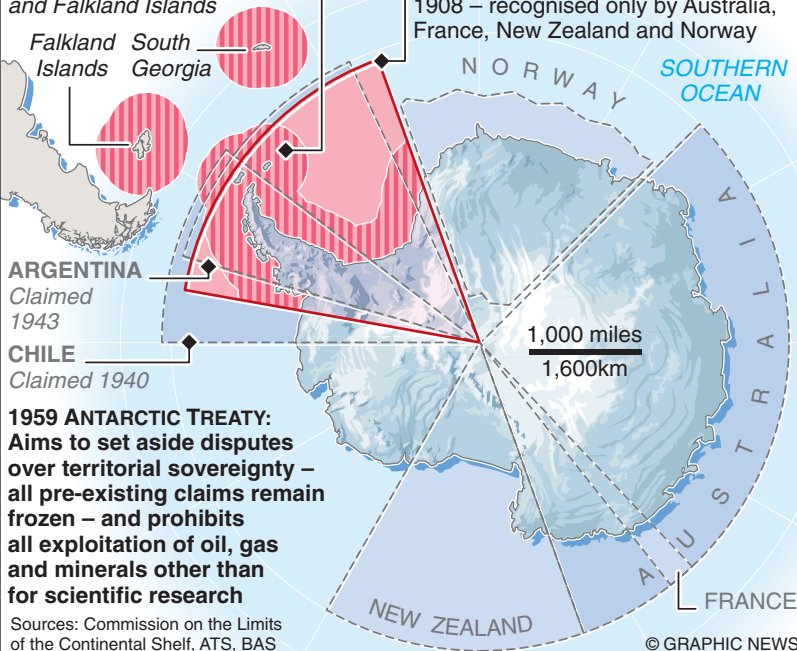 and Falkland Islands
1908 – recognised only by Australia,
France, New Zealand and Norway
Falkland
Islands
South
Georgia
NORWAY
SOUTHERN
OCEAN
AUSTRALIA
ARGENTINA
Claimed
1943
CHILE
Claimed 1940
1,000 miles
1,600km
1959 ANTARCTIC TREATY:
Aims to set aside disputes
over territorial sovereignty –
all pre-existing claims remain
frozen – and prohibits
all exploitation of oil, gas
and minerals other than
for scientific research
FRANCE
NEW ZEALAND
Sources: Commission on the Limits
of the Continental Shelf, ATS, BAS
© GRAPHIC NEWS